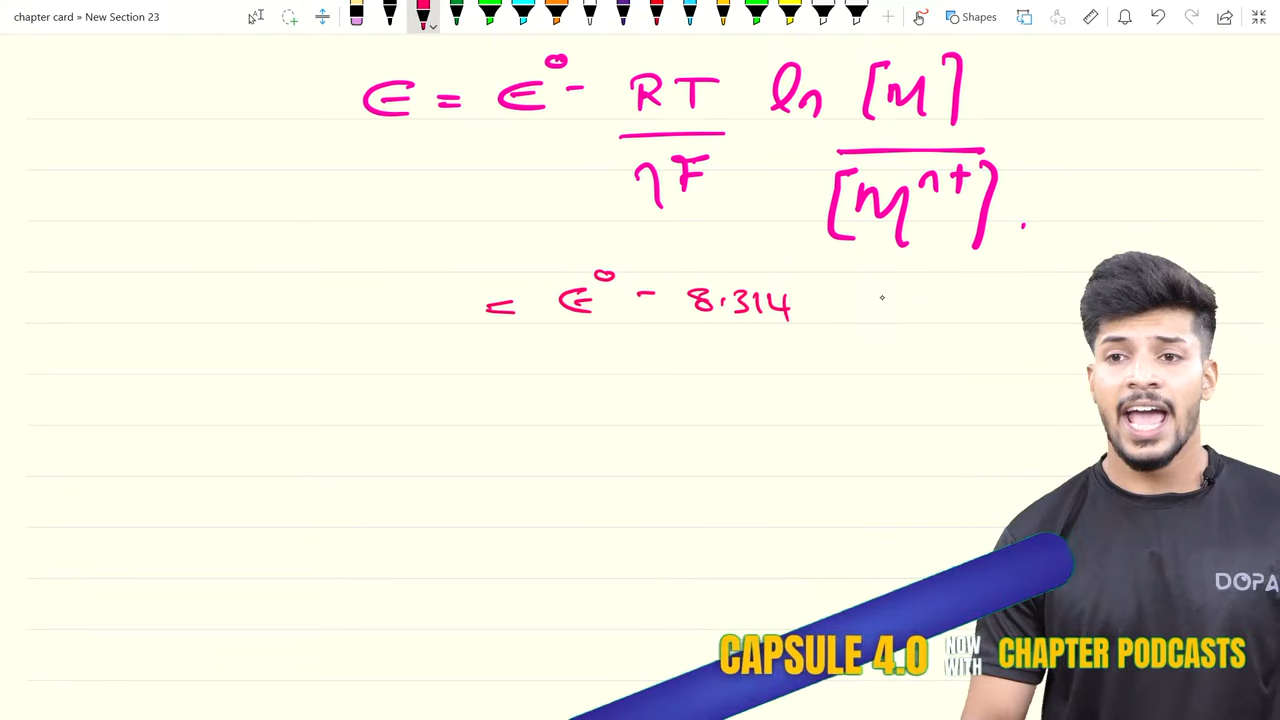 chapter card » New Section 23
Shapes
E = E° - RT/nF ln [M]/[Mⁿ⁺].
= E° - 8.314
DOPA
CAPSULE 4.0 NOW WITH CHAPTER PODCASTS